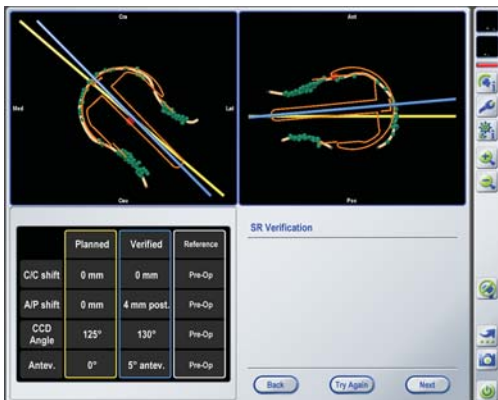 Cra
Med
Lat
Cau
Ant
Pos
Planned Verified Reference
C/C shift 0 mm 0 mm Pre-Op
A/P shift 0 mm 4 mm post. Pre-Op
CCD Angle 125° 130° Pre-Op
Antev. 0° 5° antev. Pre-Op
SR Verification
Back Try Again Next